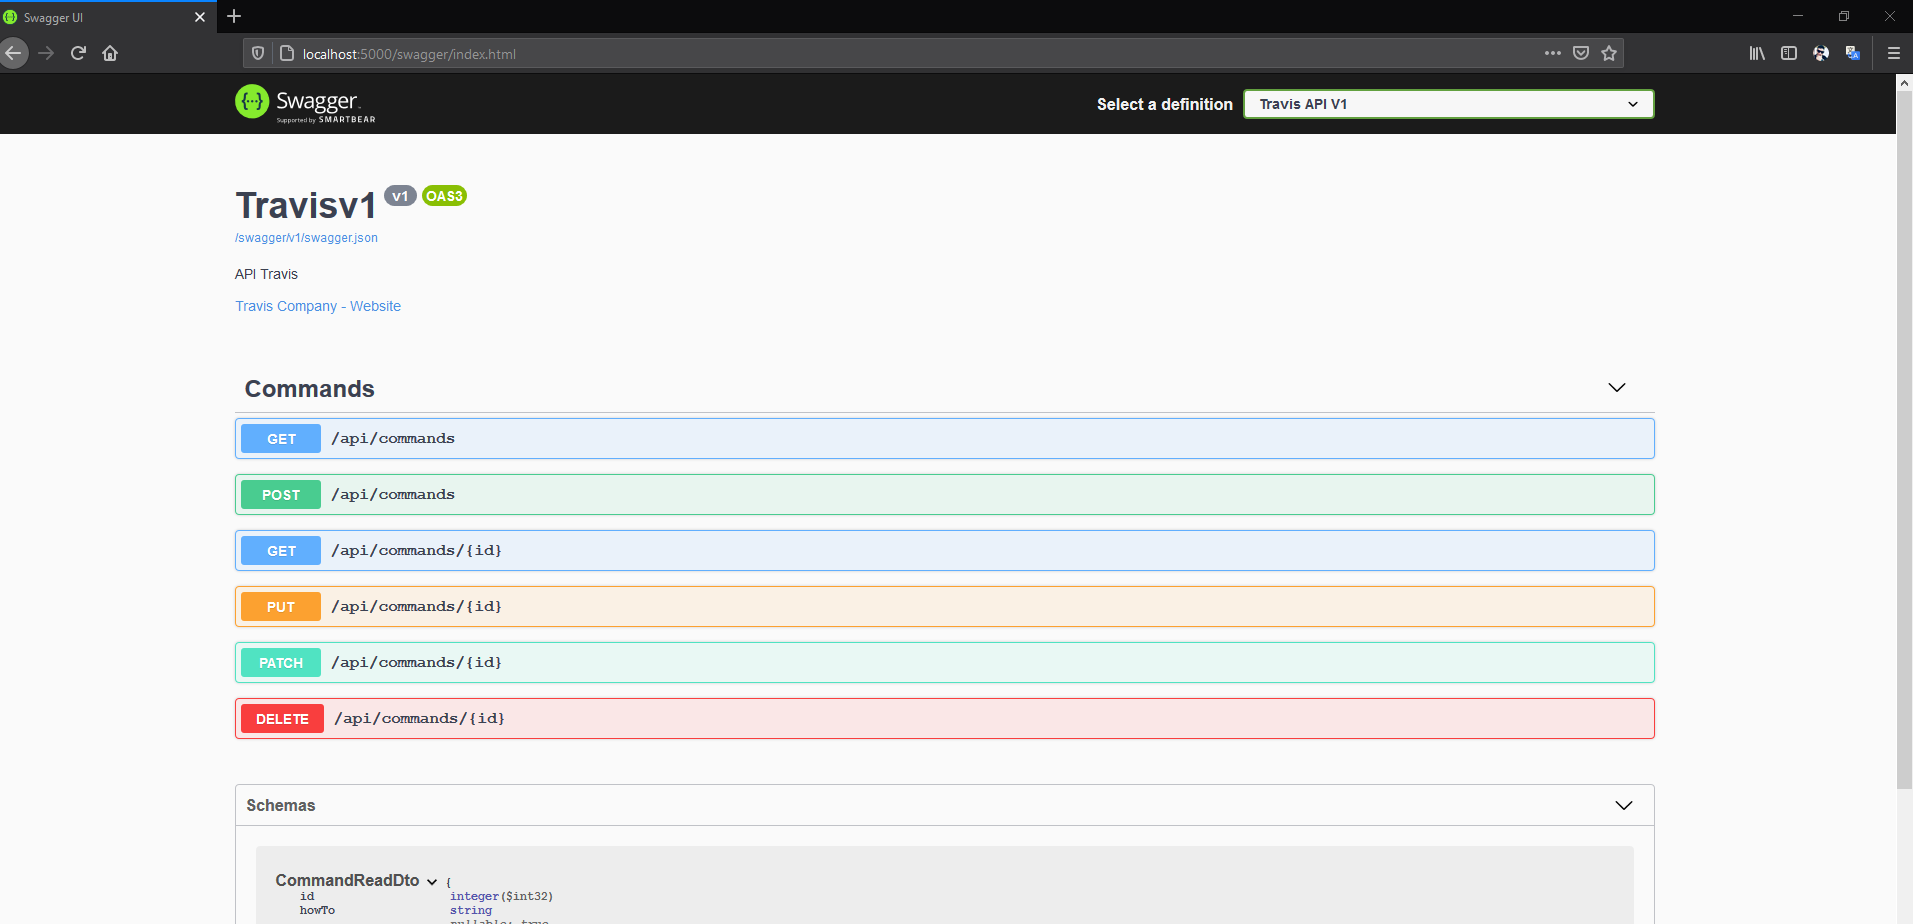 Swagger UI
localhost:5000/swagger/index.html
Swagger
Supported by SMARTBEAR
Select a definition
Travis API V1
Travisv1 v1 OAS3
/swagger/v1/swagger.json
API Travis
Travis Company - Website
Commands
GET /api/commands
POST /api/commands
GET /api/commands/{id}
PUT /api/commands/{id}
PATCH /api/commands/{id}
DELETE /api/commands/{id}
Schemas
CommandReadDto {
id integer($int32)
howTo string
nullable: true